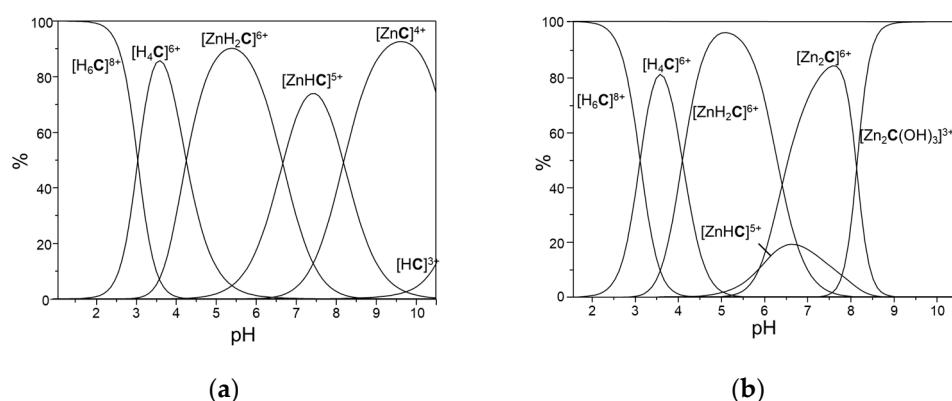 [H₆C]⁸⁺
[H₄C]⁶⁺
[ZnH₂C]⁶⁺
[ZnHC]⁵⁺
[ZnC]⁴⁺
[HC]³⁺
100
80
60
40
20
0
%
2 3 4 5 6 7 8 9 10
pH
(a)
[H₆C]⁸⁺
[H₄C]⁶⁺
[ZnH₂C]⁶⁺
[Zn₂C]⁶⁺
[Zn₂C(OH)₃]³⁺
[ZnHC]⁵⁺
100
80
60
40
20
0
%
2 3 4 5 6 7 8 9 10
pH
(b)